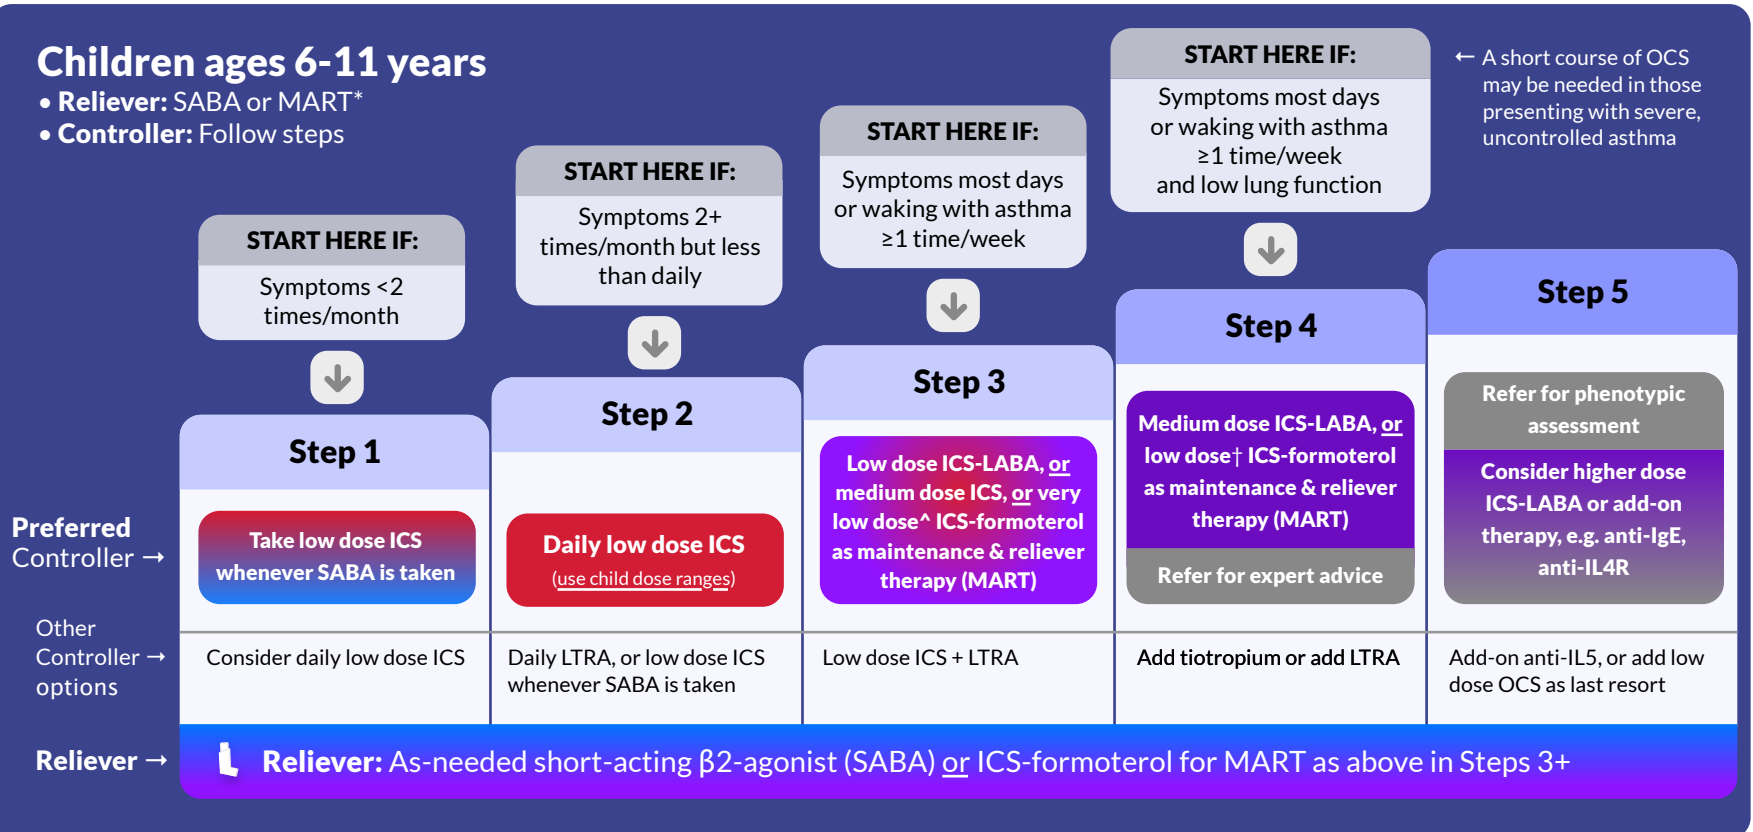 Children ages 6-11 years
• Reliever: SABA or MART*
• Controller: Follow steps
START HERE IF:
Symptoms <2
times/month
START HERE IF:
Symptoms 2+
times/month but less
than daily
START HERE IF:
Symptoms most days
or waking with asthma
≥1 time/week
START HERE IF:
Symptoms most days
or waking with asthma
≥1 time/week
and low lung function
← A short course of OCS
may be needed in those
presenting with severe,
uncontrolled asthma
Step 1
Step 2
Step 3
Step 4
Step 5
Preferred
Controller →
Take low dose ICS
whenever SABA is taken
Daily low dose ICS
(use child dose ranges)
Low dose ICS-LABA, or
medium dose ICS, or very
low dose^ ICS-formoterol
as maintenance & reliever
therapy (MART)
Medium dose ICS-LABA, or
low dose† ICS-formoterol
as maintenance & reliever
therapy (MART)
Refer for expert advice
Refer for phenotypic
assessment
Consider higher dose
ICS-LABA or add-on
therapy, e.g. anti-IgE,
anti-IL4R
Other
Controller →
options
Consider daily low dose ICS
Daily LTRA, or low dose ICS
whenever SABA is taken
Low dose ICS + LTRA
Add tiotropium or add LTRA
Add-on anti-IL5, or add low
dose OCS as last resort
Reliever →
Reliever: As-needed short-acting β2-agonist (SABA) or ICS-formoterol for MART as above in Steps 3+